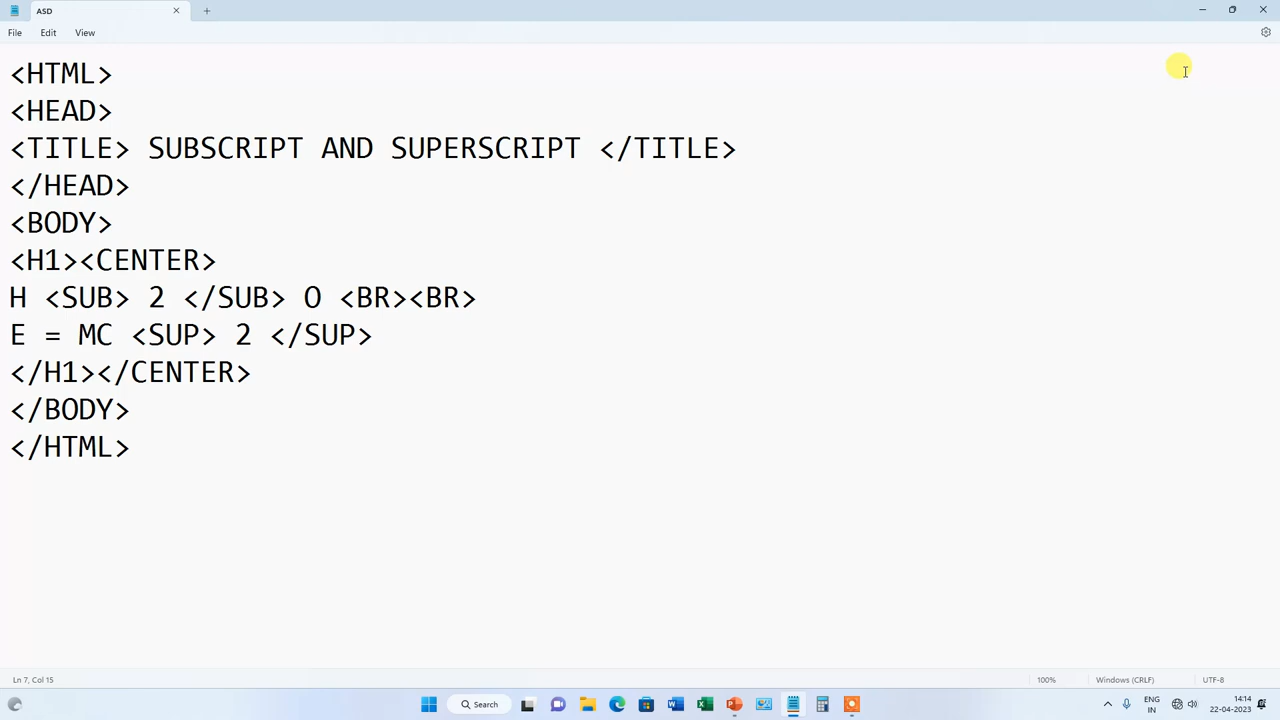 ASD
File Edit View
<HTML>
<HEAD>
<TITLE> SUBSCRIPT AND SUPERSCRIPT </TITLE>
</HEAD>
<BODY>
<H1><CENTER>
H <SUB> 2 </SUB> O <BR><BR>
E = MC <SUP> 2 </SUP>
</H1></CENTER>
</BODY>
</HTML>
Ln 7, Col 15 100% Windows (CRLF) UTF-8
Search ENG IN 14:14 22-04-2023